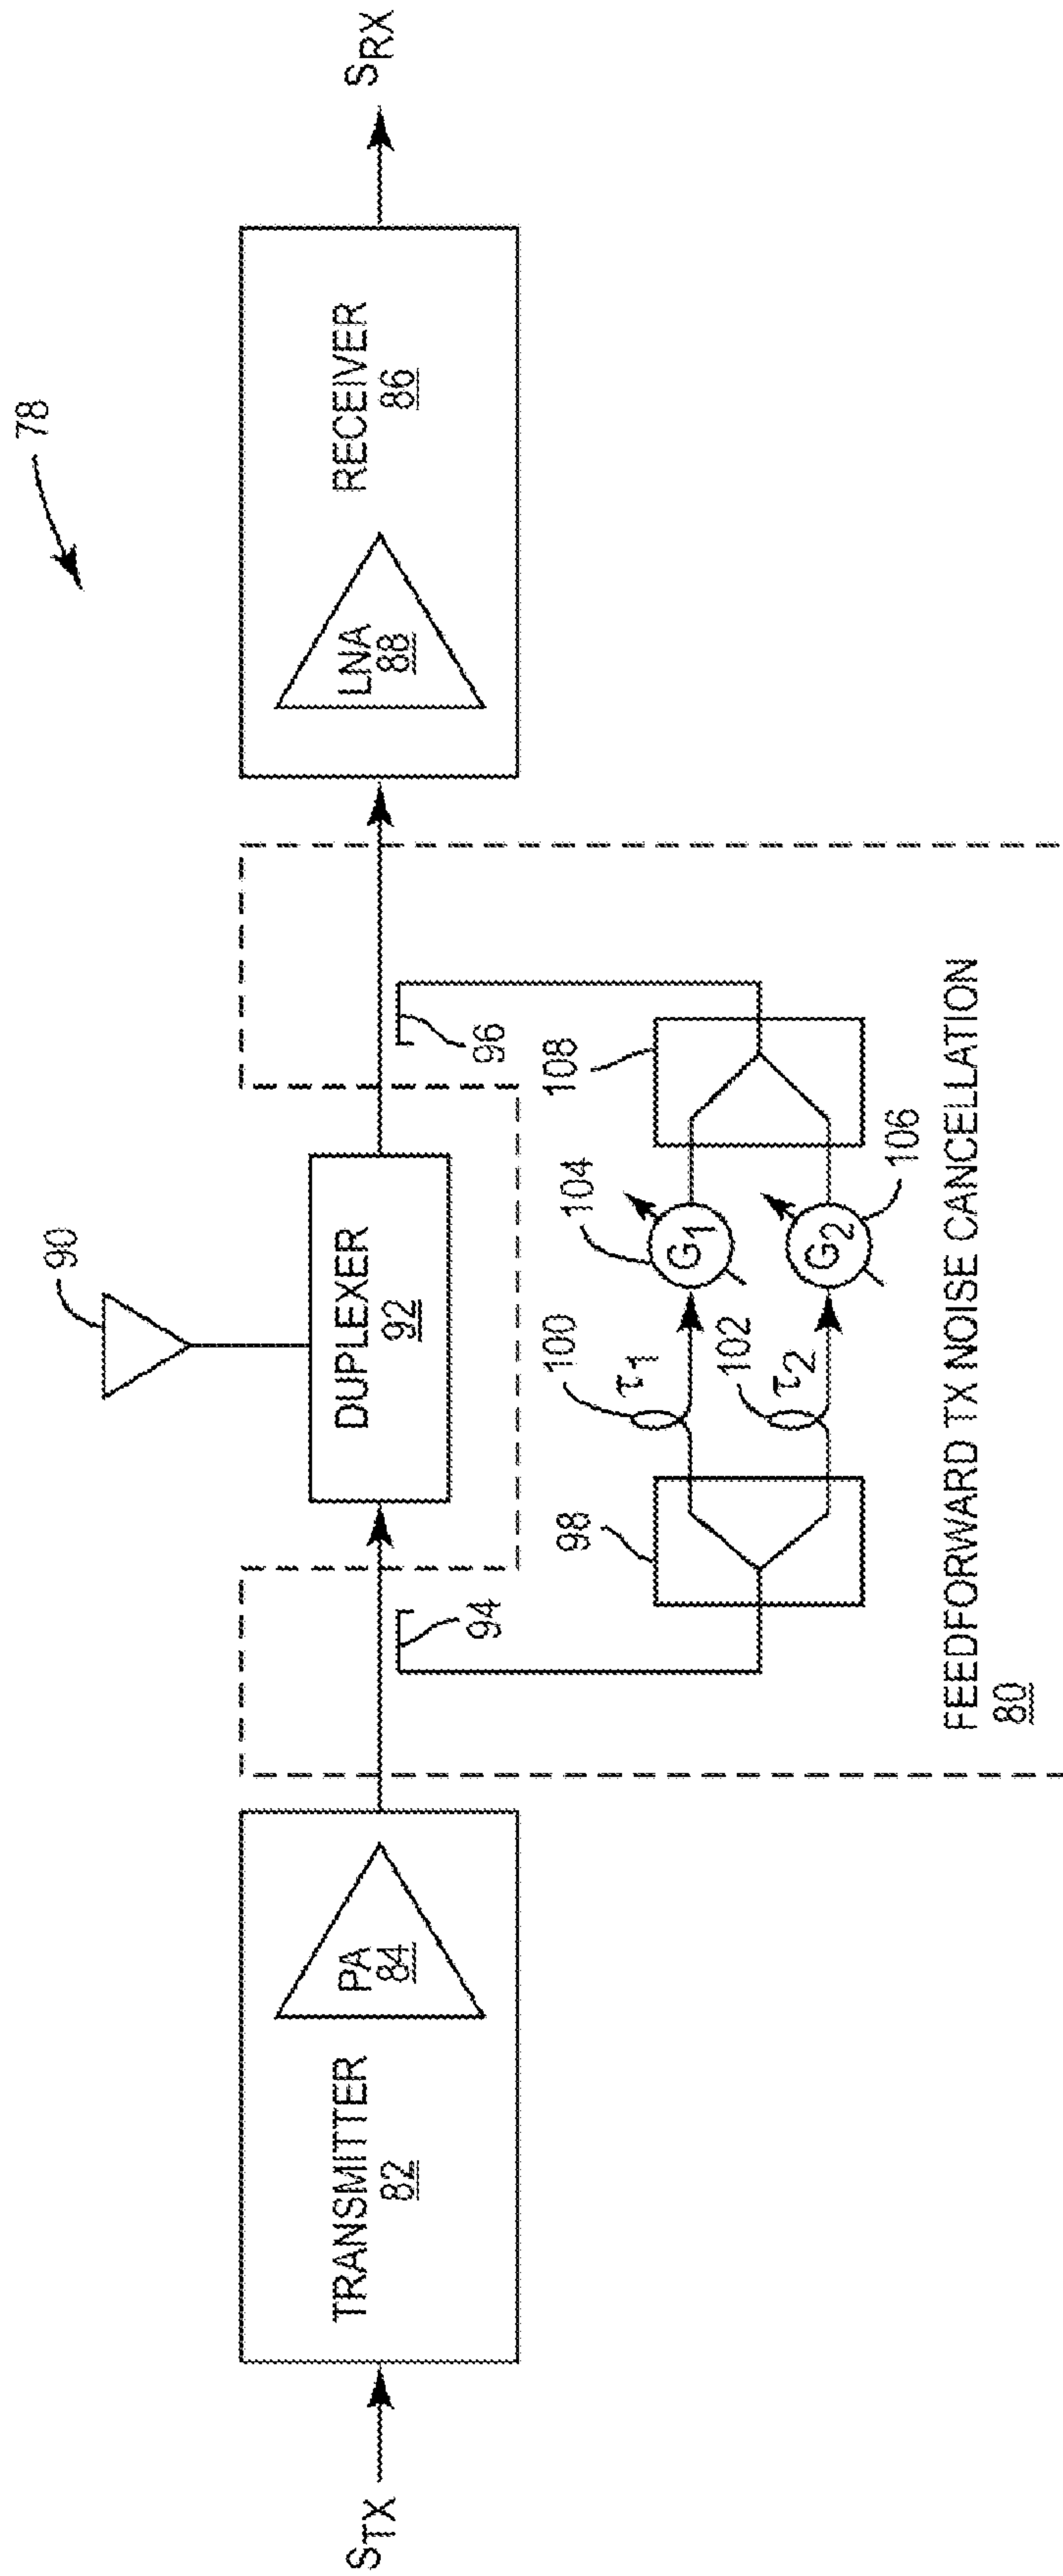 78
90
S_TX
TRANSMITTER
82
PA
84
DUPLEXER
92
LNA
88
RECEIVER
86
S_RX
94
96
98
100
τ1
104
G1
108
102
τ2
G2
106
FEEDFORWARD TX NOISE CANCELLATION
80